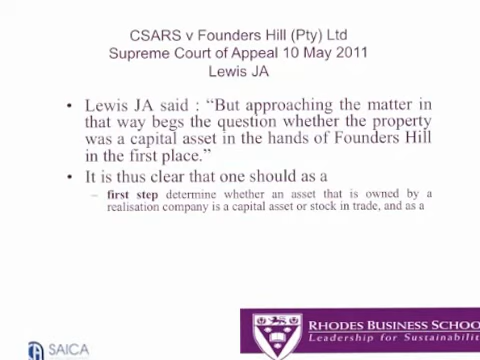 CSARS v Founders Hill (Pty) Ltd
Supreme Court of Appeal 10 May 2011
Lewis JA
• Lewis JA said : “But approaching the matter in
that way begs the question whether the property
was a capital asset in the hands of Founders Hill
in the first place.”
• It is thus clear that one should as a
– first step determine whether an asset that is owned by a
realisation company is a capital asset or stock in trade, and as a
SAICA
RHODES BUSINESS SCHOO
Leadership for Sustainabilit